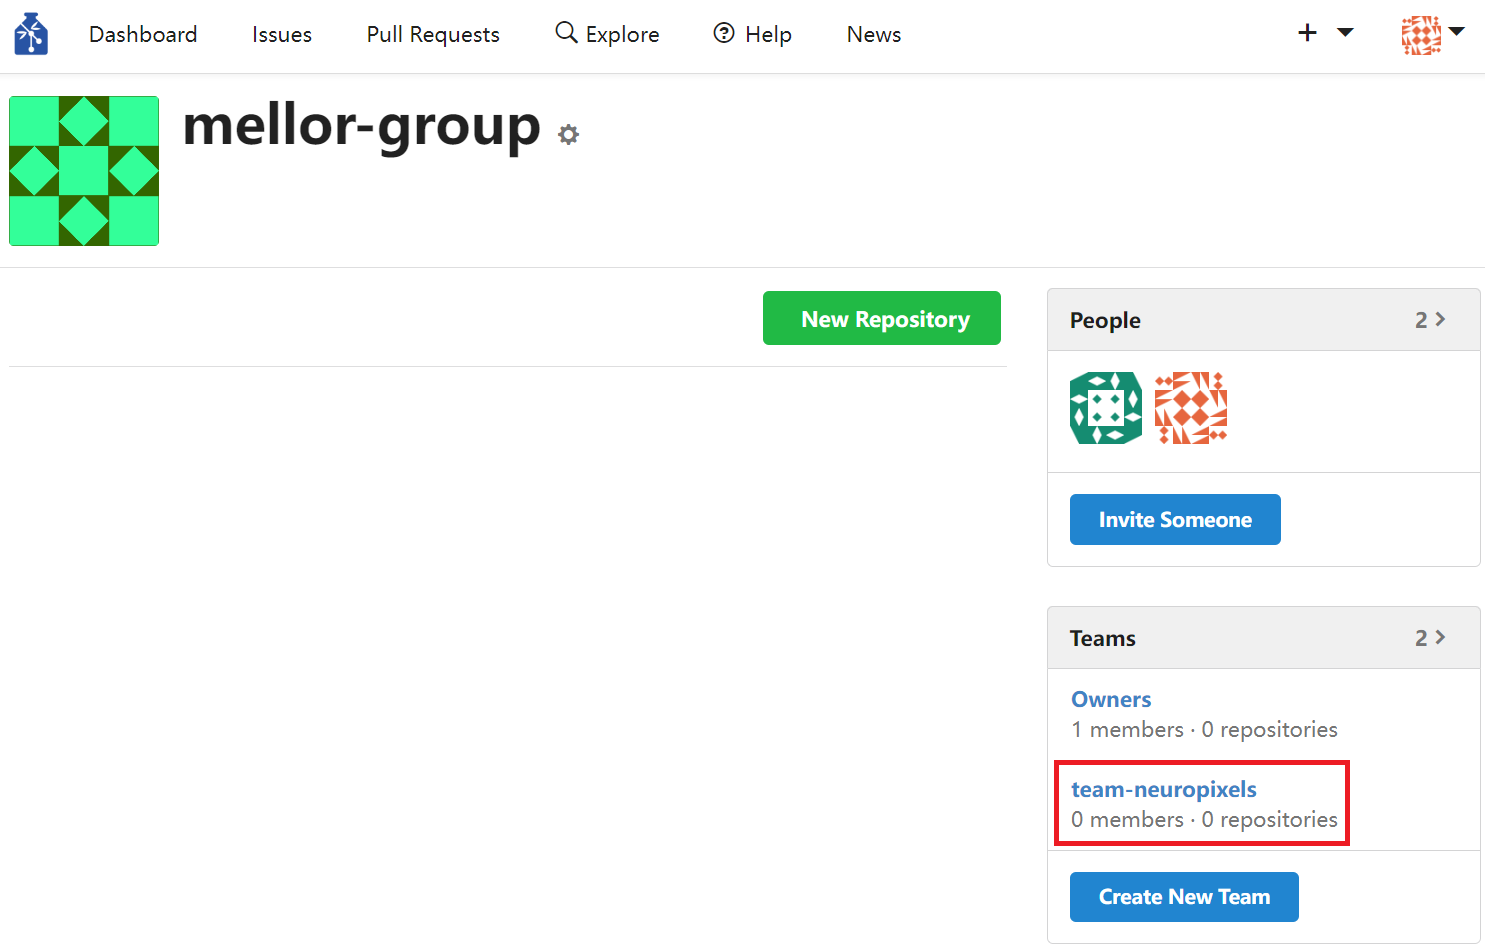 Dashboard Issues Pull Requests Explore Help News
mellor-group
New Repository
People 2
Invite Someone
Teams 2
Owners
1 members · 0 repositories
team-neuropixels
0 members · 0 repositories
Create New Team